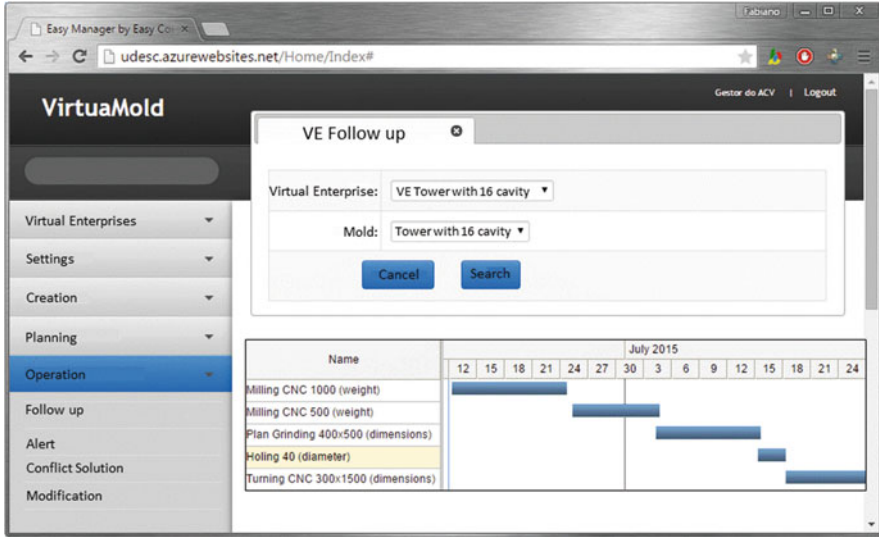 Fabiano
Easy Manager by Easy Co
udesc.azurewebsites.net/Home/Index#
VirtuaMold
Gestor do ACV | Logout
VE Follow up
Virtual Enterprise: VE Tower with 16 cavity
Mold: Tower with 16 cavity
Cancel Search
Virtual Enterprises
Settings
Creation
Planning
Operation
Follow up
Alert
Conflict Solution
Modification
Name
July 2015
12 15 18 21 24 27 30 3 6 9 12 15 18 21 24
Milling CNC 1000 (weight)
Milling CNC 500 (weight)
Plan Grinding 400x500 (dimensions)
Holing 40 (diameter)
Turning CNC 300x1500 (dimensions)